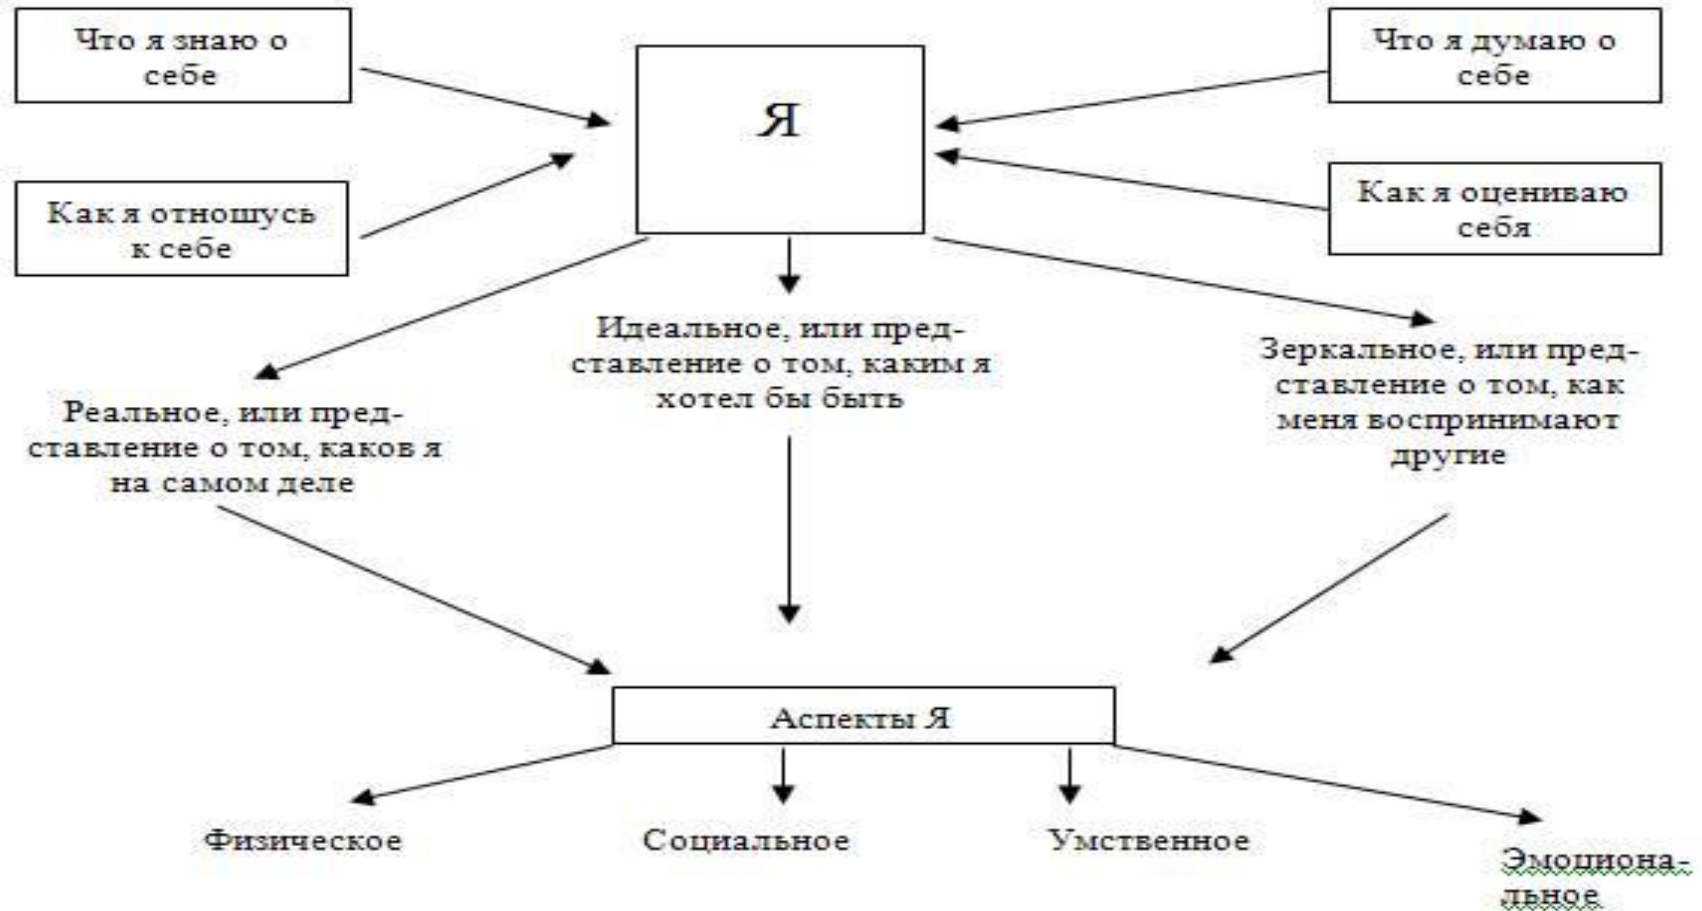 Что я знаю о
себе
Я
Что я думаю о
себе
Как я отношусь
к себе
Как я оцениваю
себя
Идеальное, или пред-
ставление о том, каким я
хотел бы быть
Зеркальное, или пред-
ставление о том, как
меня воспринимают
другие
Реальное, или пред-
ставление о том, каков я
на самом деле
Аспекты Я
Физическое
Социальное
Умственное
Эмоциона-
льное